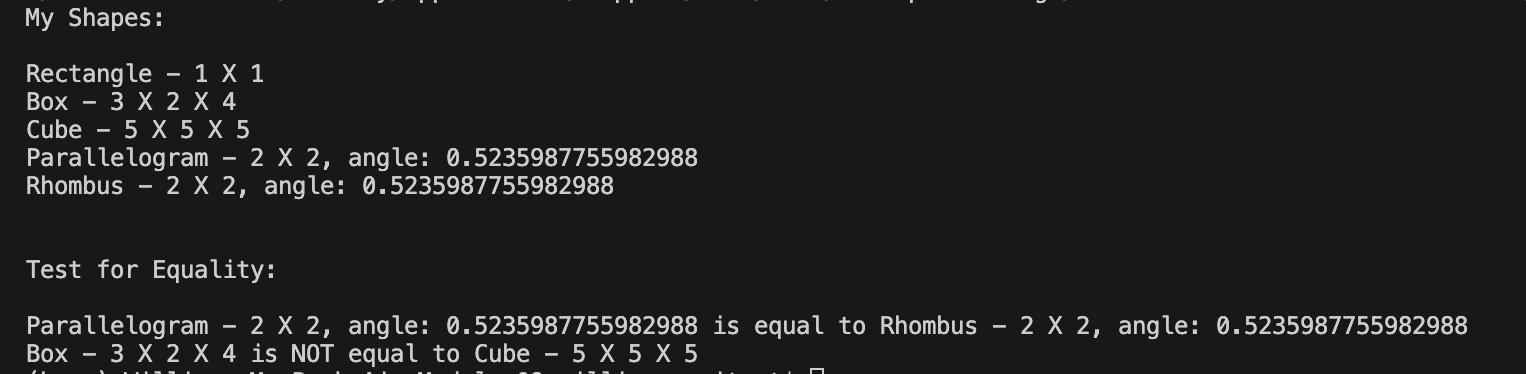 My Shapes:
Rectangle – 1 X 1
Box – 3 X 2 X 4
Cube – 5 X 5 X 5
Parallelogram – 2 X 2, angle: 0.5235987755982988
Rhombus – 2 X 2, angle: 0.5235987755982988
Test for Equality:
Parallelogram – 2 X 2, angle: 0.5235987755982988 is equal to Rhombus – 2 X 2, angle: 0.5235987755982988
Box – 3 X 2 X 4 is NOT equal to Cube – 5 X 5 X 5